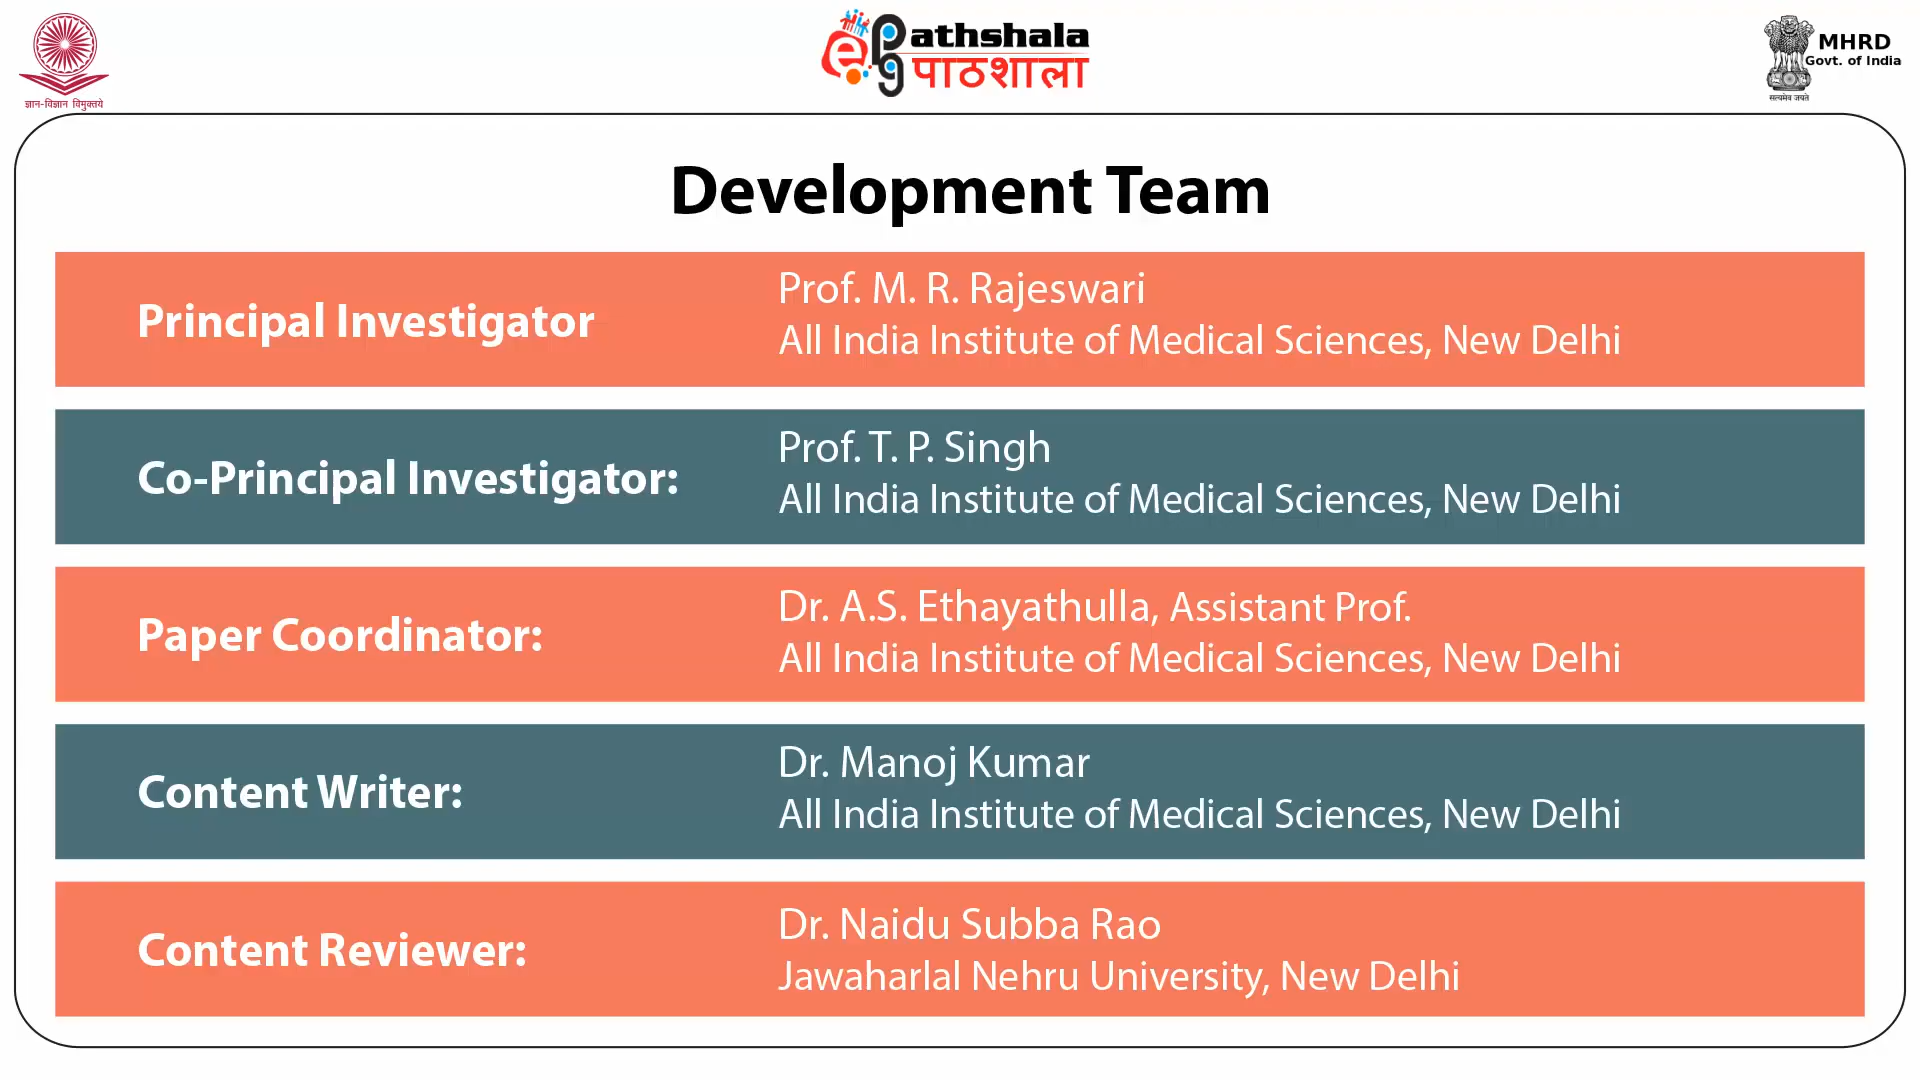 ज्ञान-विज्ञान विमुक्तये
e Pg athshala
पाठशाला
MHRD
Govt. of India
सत्यमेव जयते
Development Team
Principal Investigator
Prof. M. R. Rajeswari
All India Institute of Medical Sciences, New Delhi
Co-Principal Investigator:
Prof. T. P. Singh
All India Institute of Medical Sciences, New Delhi
Paper Coordinator:
Dr. A.S. Ethayathulla, Assistant Prof.
All India Institute of Medical Sciences, New Delhi
Content Writer:
Dr. Manoj Kumar
All India Institute of Medical Sciences, New Delhi
Content Reviewer:
Dr. Naidu Subba Rao
Jawaharlal Nehru University, New Delhi